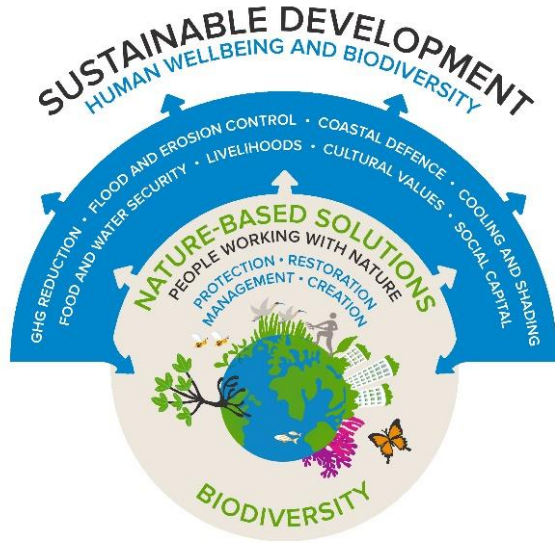 SUSTAINABLE DEVELOPMENT
HUMAN WELLBEING AND BIODIVERSITY
GHG REDUCTION • FLOOD AND EROSION CONTROL • COASTAL DEFENCE • COOLING AND SHADING
FOOD AND WATER SECURITY • LIVELIHOODS • CULTURAL VALUES • SOCIAL CAPITAL
NATURE-BASED SOLUTIONS
PEOPLE WORKING WITH NATURE
PROTECTION • RESTORATION
MANAGEMENT • CREATION
BIODIVERSITY